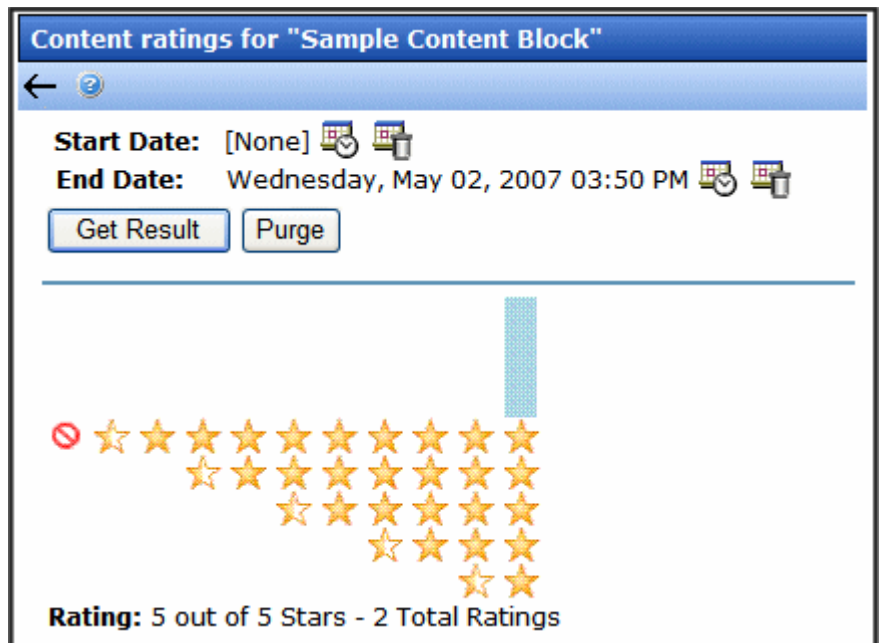 Content ratings for "Sample Content Block"
Start Date: [None]
End Date: Wednesday, May 02, 2007 03:50 PM
Get Result Purge
Rating: 5 out of 5 Stars - 2 Total Ratings